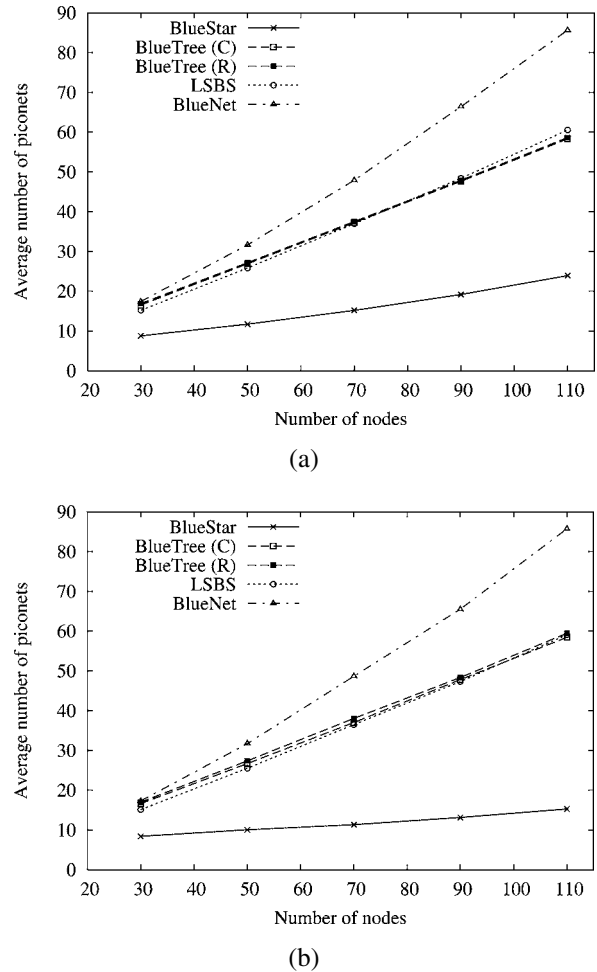 90
80
70
60
50
40
30
20
10
0
Average number of piconets
BlueStar
BlueTree (C)
BlueTree (R)
LSBS
BlueNet
20 30 40 50 60 70 80 90 100 110
Number of nodes
(a)
90
80
70
60
50
40
30
20
10
0
Average number of piconets
BlueStar
BlueTree (C)
BlueTree (R)
LSBS
BlueNet
20 30 40 50 60 70 80 90 100 110
Number of nodes
(b)